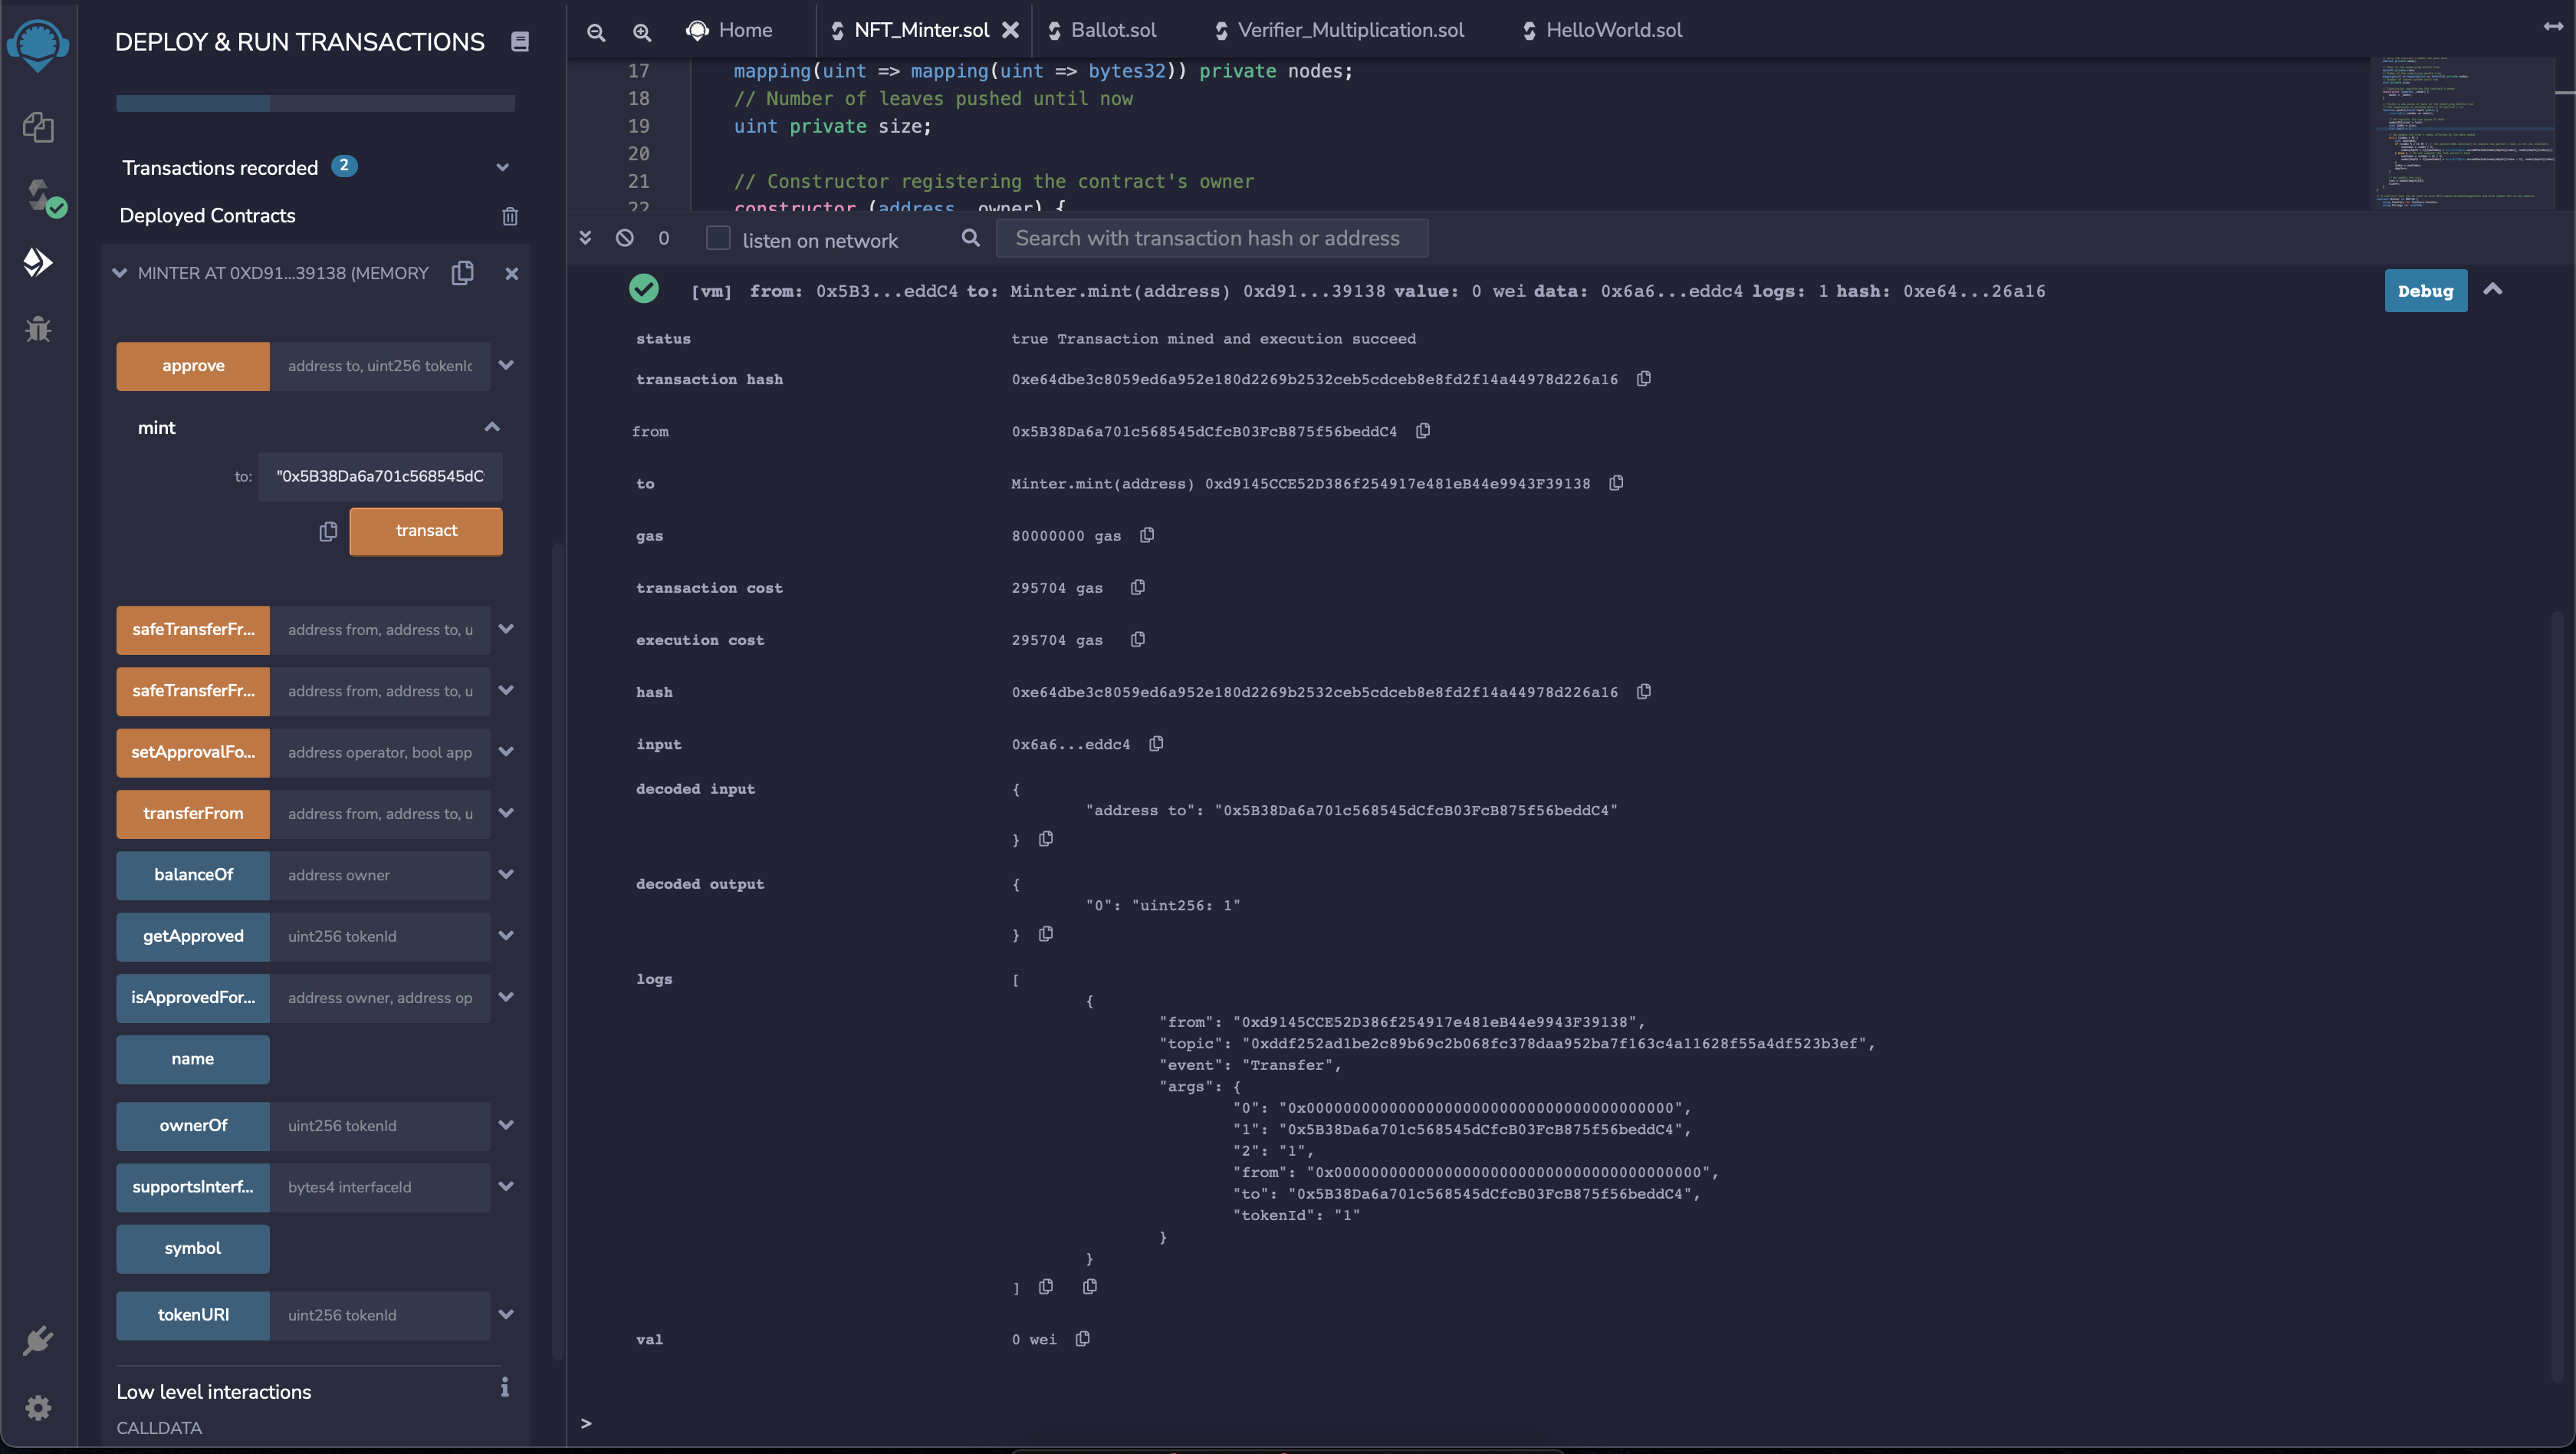 DEPLOY & RUN TRANSACTIONS
Transactions recorded 2
Deployed Contracts
MINTER AT 0XD91...39138 (MEMORY
approve address to, uint256 tokenIc
mint
to: "0x5B38Da6a701c568545dC
transact
safeTransferFr... address from, address to, u
safeTransferFr... address from, address to, u
setApprovalFo... address operator, bool app
transferFrom address from, address to, u
balanceOf address owner
getApproved uint256 tokenId
isApprovedFor... address owner, address op
name
ownerOf uint256 tokenId
supportsInterf... bytes4 interfaceId
symbol
tokenURI uint256 tokenId
Low level interactions
CALLDATA
Home NFT_Minter.sol Ballot.sol Verifier_Multiplication.sol HelloWorld.sol
17 mapping(uint => mapping(uint => bytes32)) private nodes;
18 // Number of leaves pushed until now
19 uint private size;
20
21 // Constructor registering the contract's owner
22 constructor (address _owner) {
0 listen on network Search with transaction hash or address
[vm] from: 0x5B3...eddC4 to: Minter.mint(address) 0xd91...39138 value: 0 wei data: 0x6a6...eddc4 logs: 1 hash: 0xe64...26a16 Debug
status true Transaction mined and execution succeed
transaction hash 0xe64dbe3c8059ed6a952e180d2269b2532ceb5cdceb8e8fd2f14a44978d226a16
from 0x5B38Da6a701c568545dCfcB03FcB875f56beddC4
to Minter.mint(address) 0xd9145CCE52D386f254917e481eB44e9943F39138
gas 80000000 gas
transaction cost 295704 gas
execution cost 295704 gas
hash 0xe64dbe3c8059ed6a952e180d2269b2532ceb5cdceb8e8fd2f14a44978d226a16
input 0x6a6...eddc4
decoded input {
"address to": "0x5B38Da6a701c568545dCfcB03FcB875f56beddC4"
}
decoded output {
"0": "uint256: 1"
}
logs [
{
"from": "0xd9145CCE52D386f254917e481eB44e9943F39138",
"topic": "0xddf252ad1be2c89b69c2b068fc378daa952ba7f163c4a11628f55a4df523b3ef",
"event": "Transfer",
"args": {
"0": "0x0000000000000000000000000000000000000000",
"1": "0x5B38Da6a701c568545dCfcB03FcB875f56beddC4",
"2": "1",
"from": "0x0000000000000000000000000000000000000000",
"to": "0x5B38Da6a701c568545dCfcB03FcB875f56beddC4",
"tokenId": "1"
}
}
]
val 0 wei
>